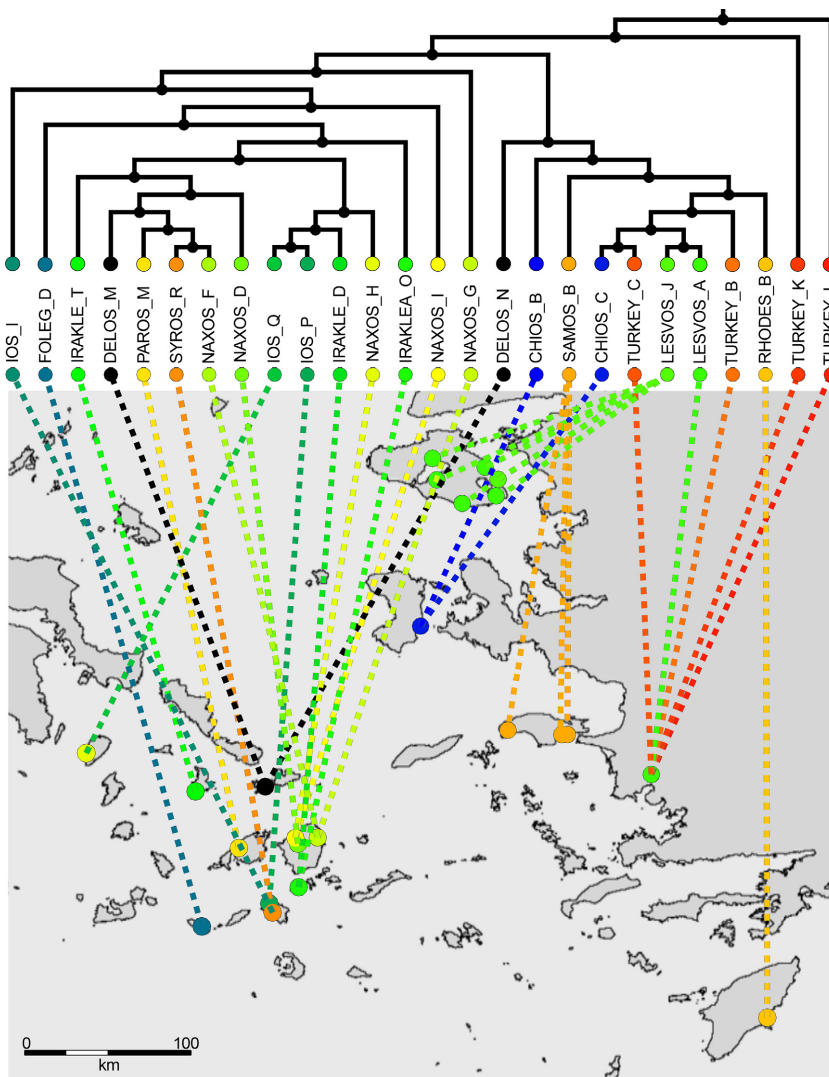 IOS_I
FOLEG_D
IRAKLE_T
DELOS_M
PAROS_M
SYROS_R
NAXOS_F
NAXOS_D
IOS_Q
IOS_P
IRAKLE_D
NAXOS_H
IRAKLEA_O
NAXOS_I
NAXOS_G
DELOS_N
CHIOS_B
SAMOS_B
CHIOS_C
TURKEY_C
LESVOS_J
LESVOS_A
TURKEY_B
RHODES_B
TURKEY_K
0 100
km